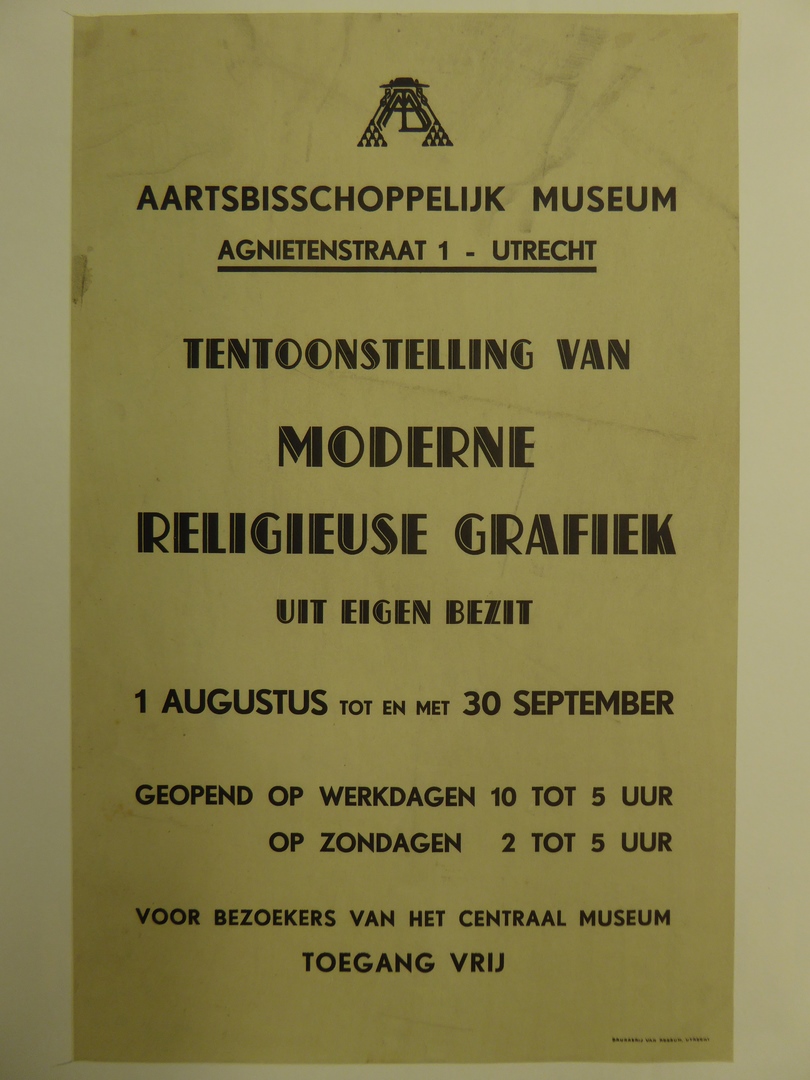 AARTSBISSCHOPPELIJK MUSEUM
AGNIETENSTRAAT 1 - UTRECHT
TENTOONSTELLING VAN
MODERNE
RELIGIEUSE GRAFIEK
UIT EIGEN BEZIT
1 AUGUSTUS TOT EN MET 30 SEPTEMBER
GEOPEND OP WERKDAGEN 10 TOT 5 UUR
OP ZONDAGEN 2 TOT 5 UUR
VOOR BEZOEKERS VAN HET CENTRAAL MUSEUM
TOEGANG VRIJ